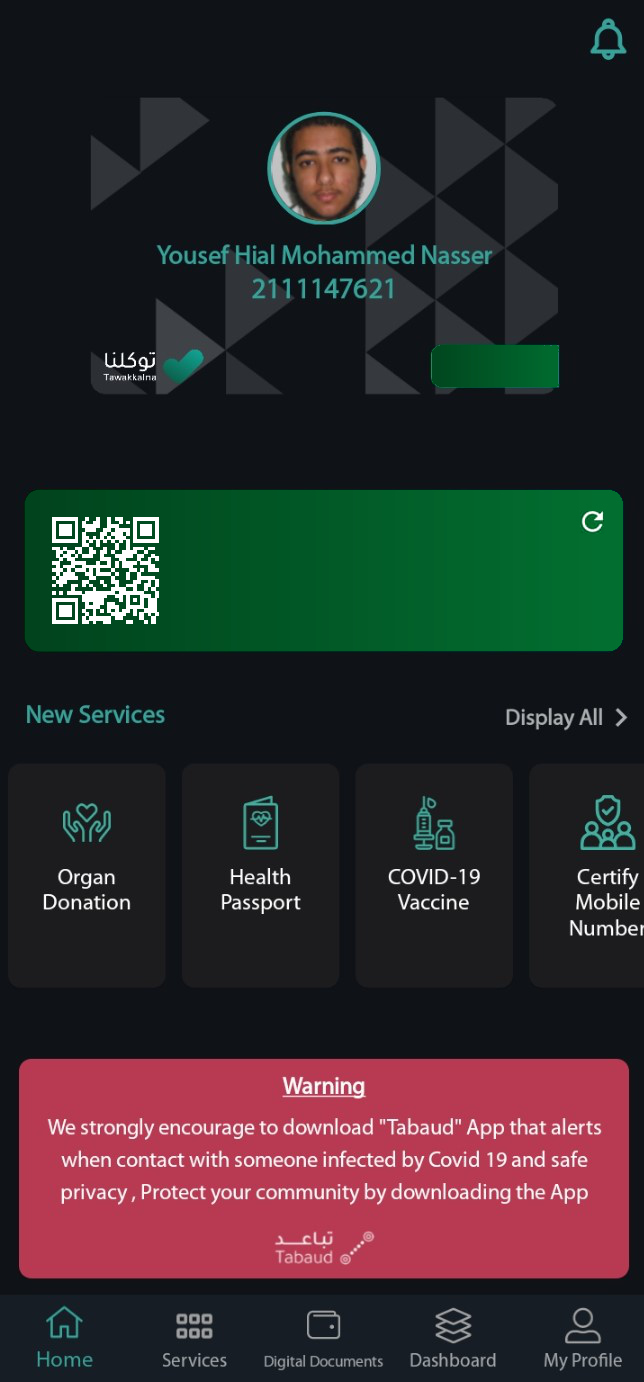 Yousef Hial Mohammed Nasser
2111147621
توكلنا
Tawakkalna
New Services
Display All
Organ
Donation
Health
Passport
COVID-19
Vaccine
Certify
Mobile
Number
Warning
We strongly encourage to download "Tabaud" App that alerts
when contact with someone infected by Covid 19 and safe
privacy , Protect your community by downloading the App
تباعـــد
Tabaud
Home
Services
Digital Documents
Dashboard
My Profile